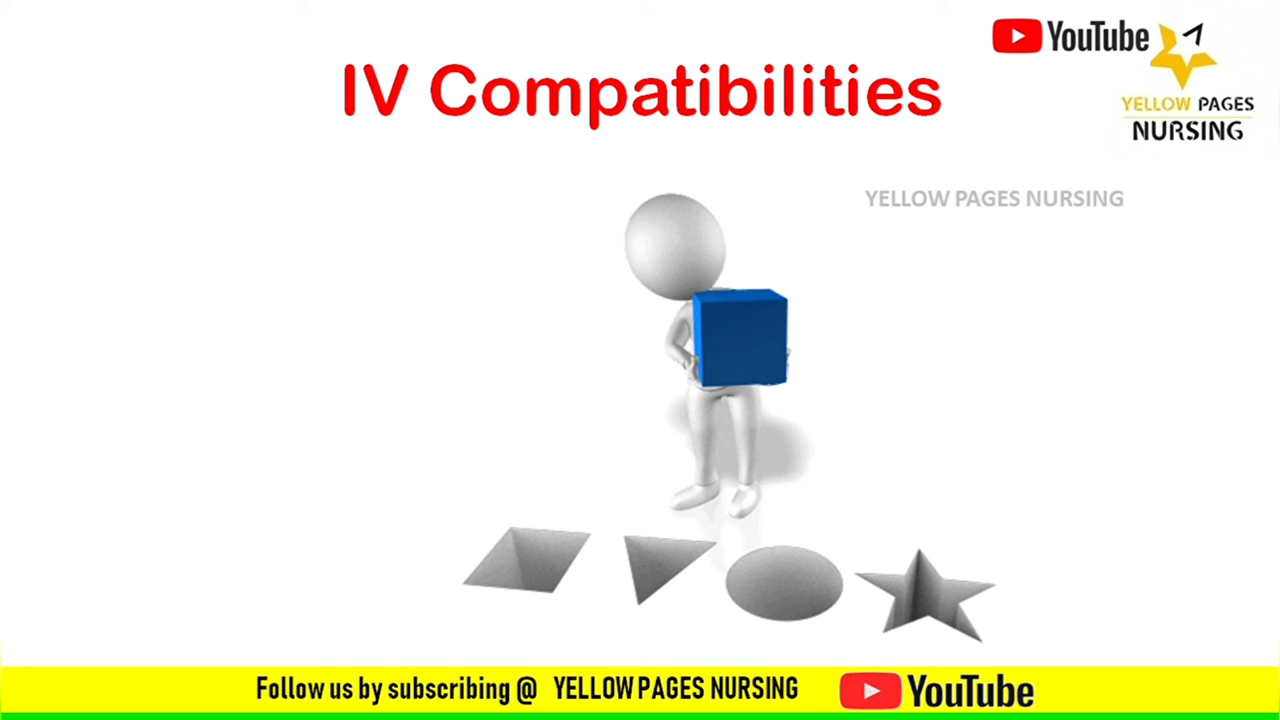 YouTube
IV Compatibilities
YELLOW PAGES
NURSING
YELLOW PAGES NURSING
Follow us by subscribing @ YELLOW PAGES NURSING YouTube